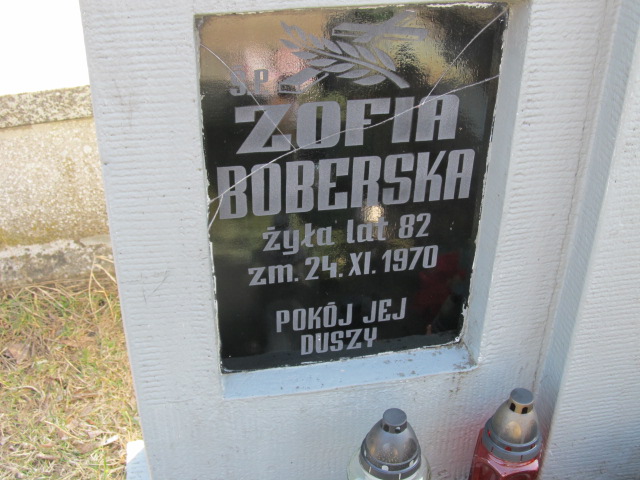 Ś.P.
ZOFIA
BOBERSKA
żyła lat 82
zm. 24. XI. 1970
POKÓJ JEJ
DUSZY